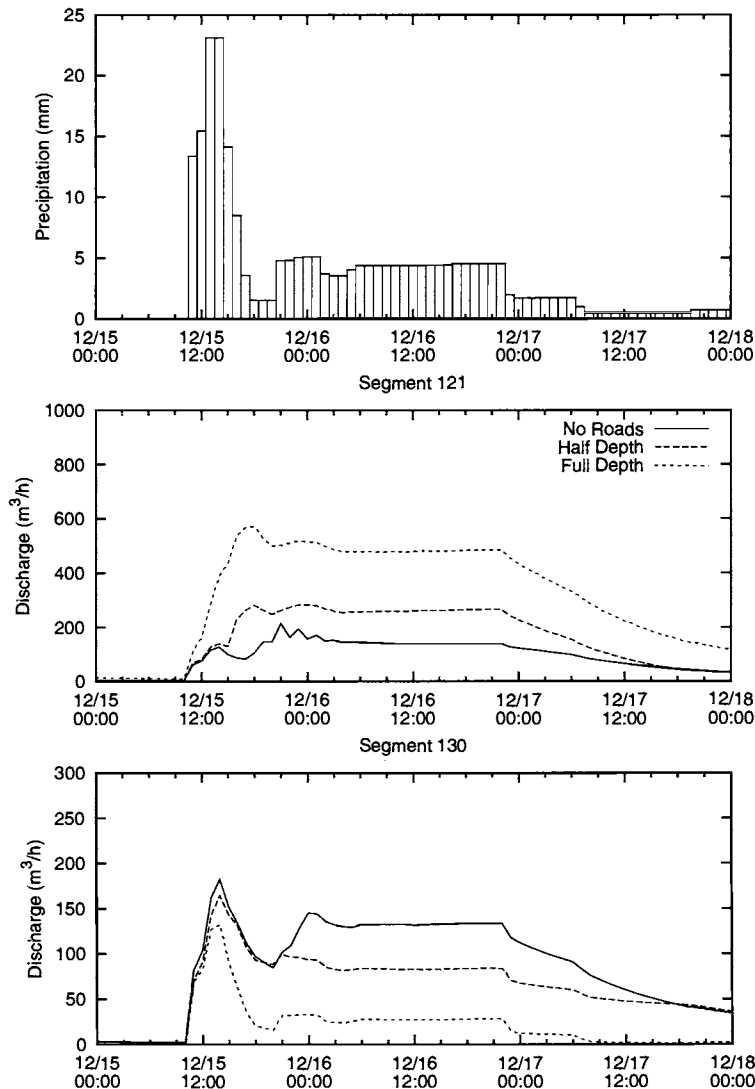 25
20
15
10
5
0
Precipitation (mm)
12/15 12/15 12/16 12/16 12/17 12/17 12/18
00:00 12:00 00:00 12:00 00:00 12:00 00:00
Segment 121
1000
800
600
400
200
0
Discharge (m³/h)
No Roads
Half Depth
Full Depth
12/15 12/15 12/16 12/16 12/17 12/17 12/18
00:00 12:00 00:00 12:00 00:00 12:00 00:00
Segment 130
300
250
200
150
100
50
0
Discharge (m³/h)
12/15 12/15 12/16 12/16 12/17 12/17 12/18
00:00 12:00 00:00 12:00 00:00 12:00 00:00